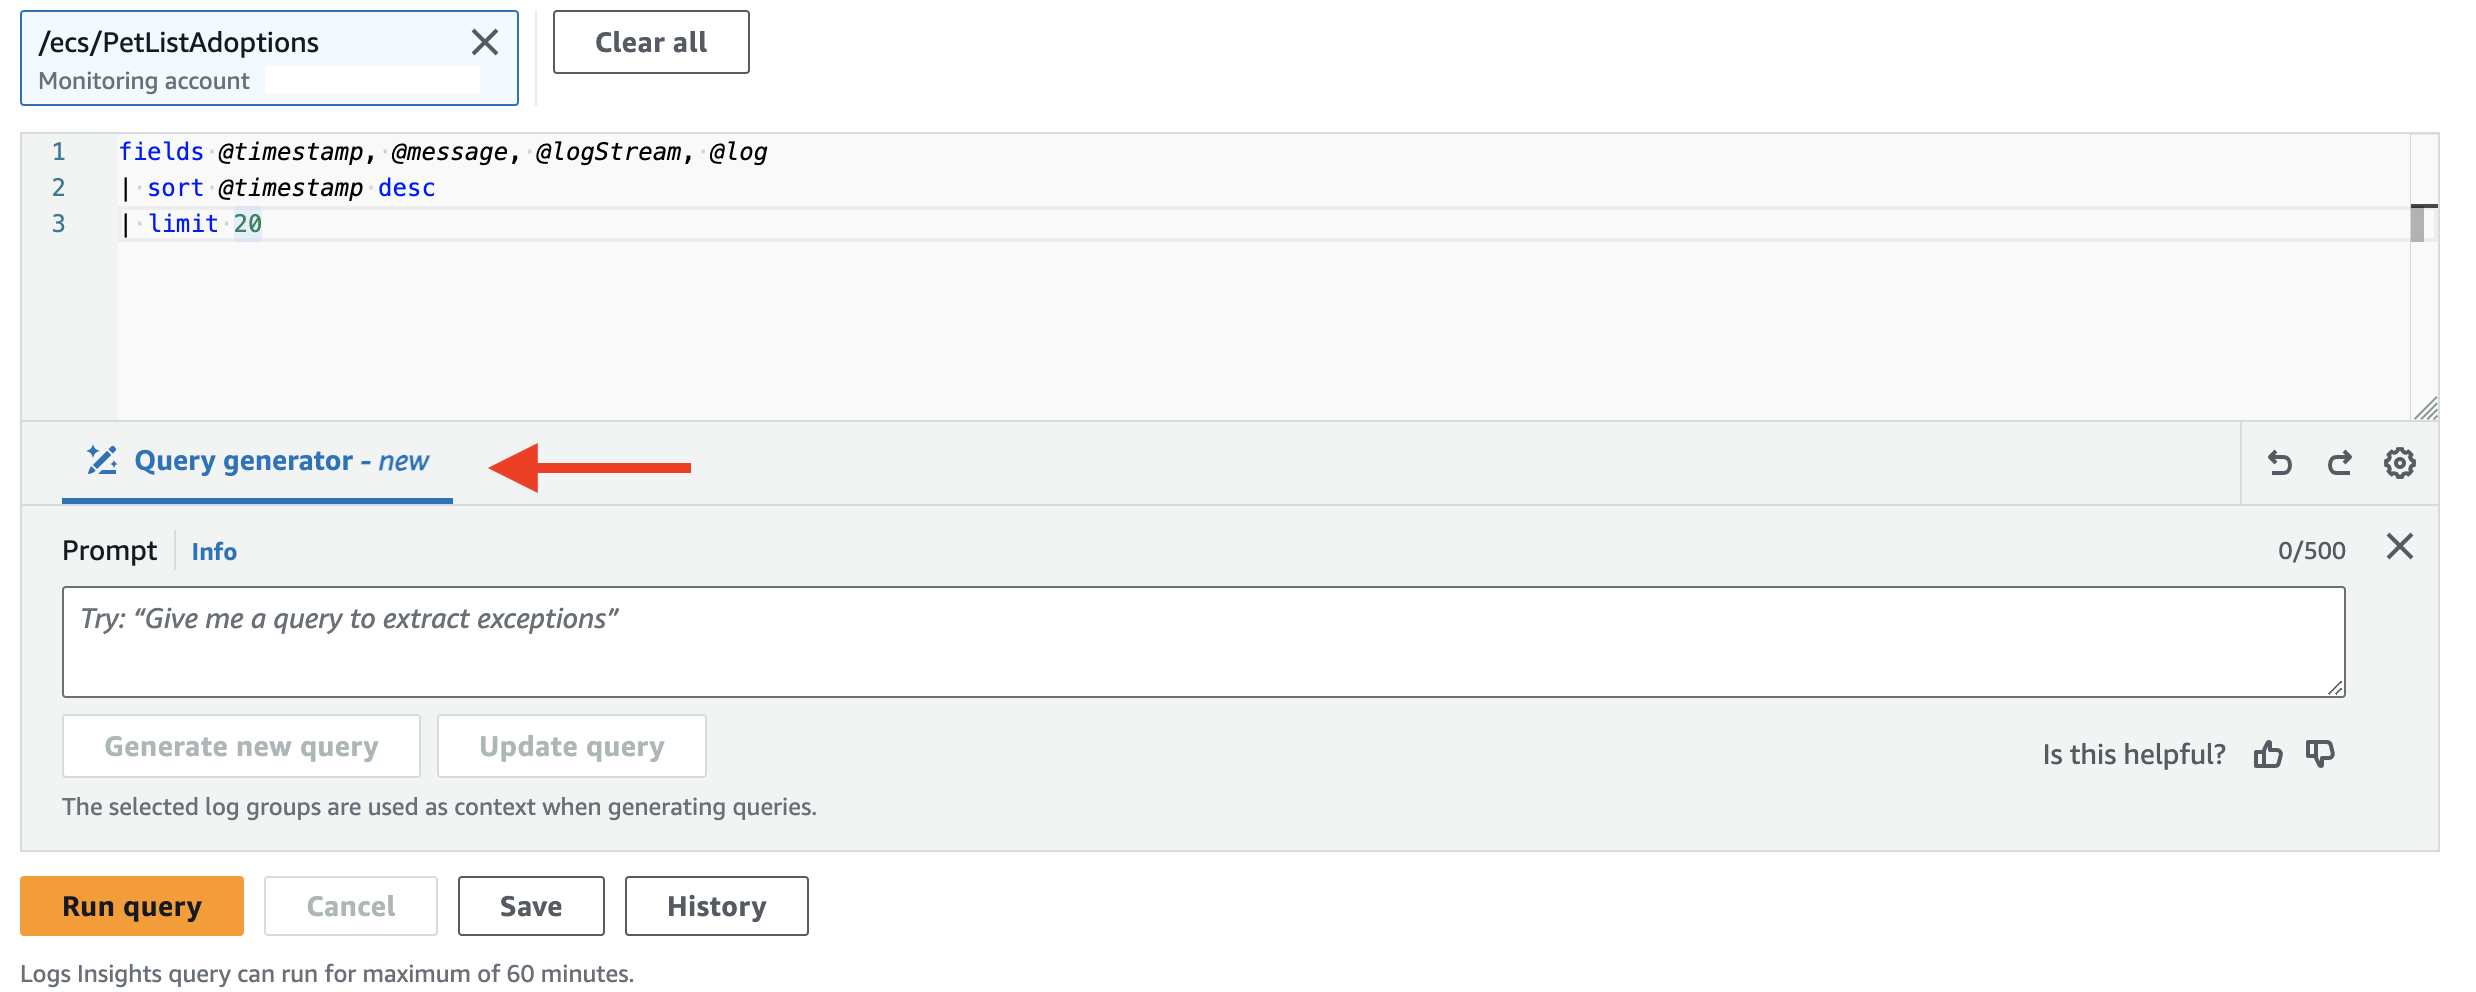 /ecs/PetListAdoptions
Monitoring account
Clear all
1 fields @timestamp, @message, @logStream, @log
2 | sort @timestamp desc
3 | limit 20
Query generator - new
Prompt Info 0/500
Try: “Give me a query to extract exceptions”
Generate new query Update query
Is this helpful?
The selected log groups are used as context when generating queries.
Run query Cancel Save History
Logs Insights query can run for maximum of 60 minutes.